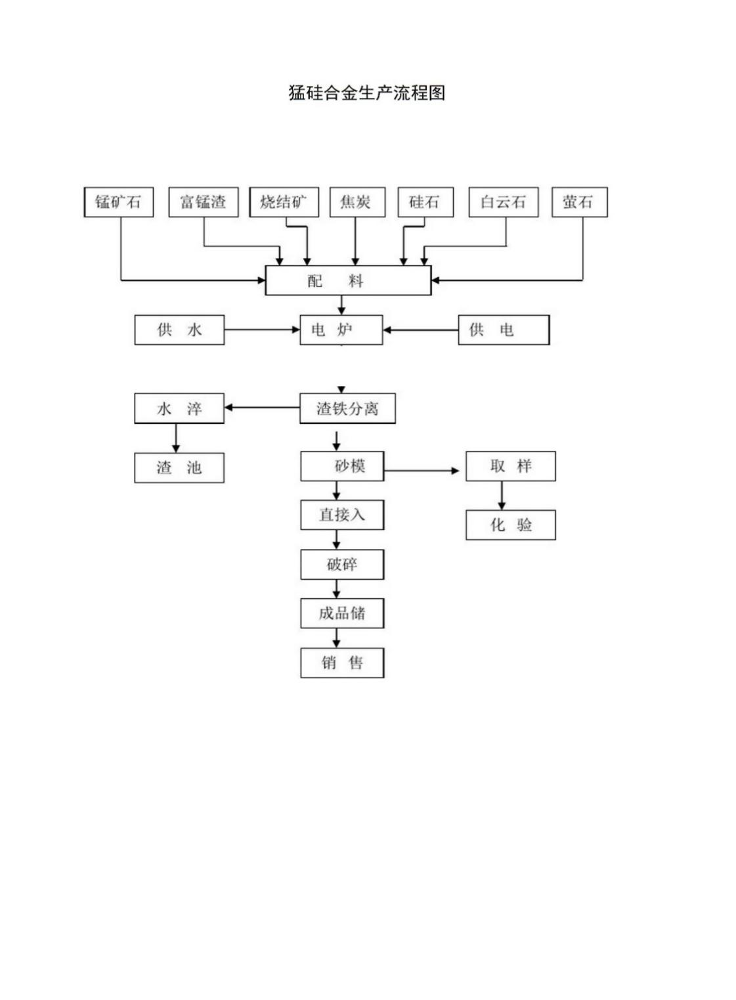 猛硅合金生产流程图
锰矿石 富锰渣 烧结矿 焦炭 硅石 白云石 萤石
配 料
供 水 电 炉 供 电
水 淬 渣铁分离
渣 池 砂模 取 样
直接入 化 验
破碎
成品储
销 售